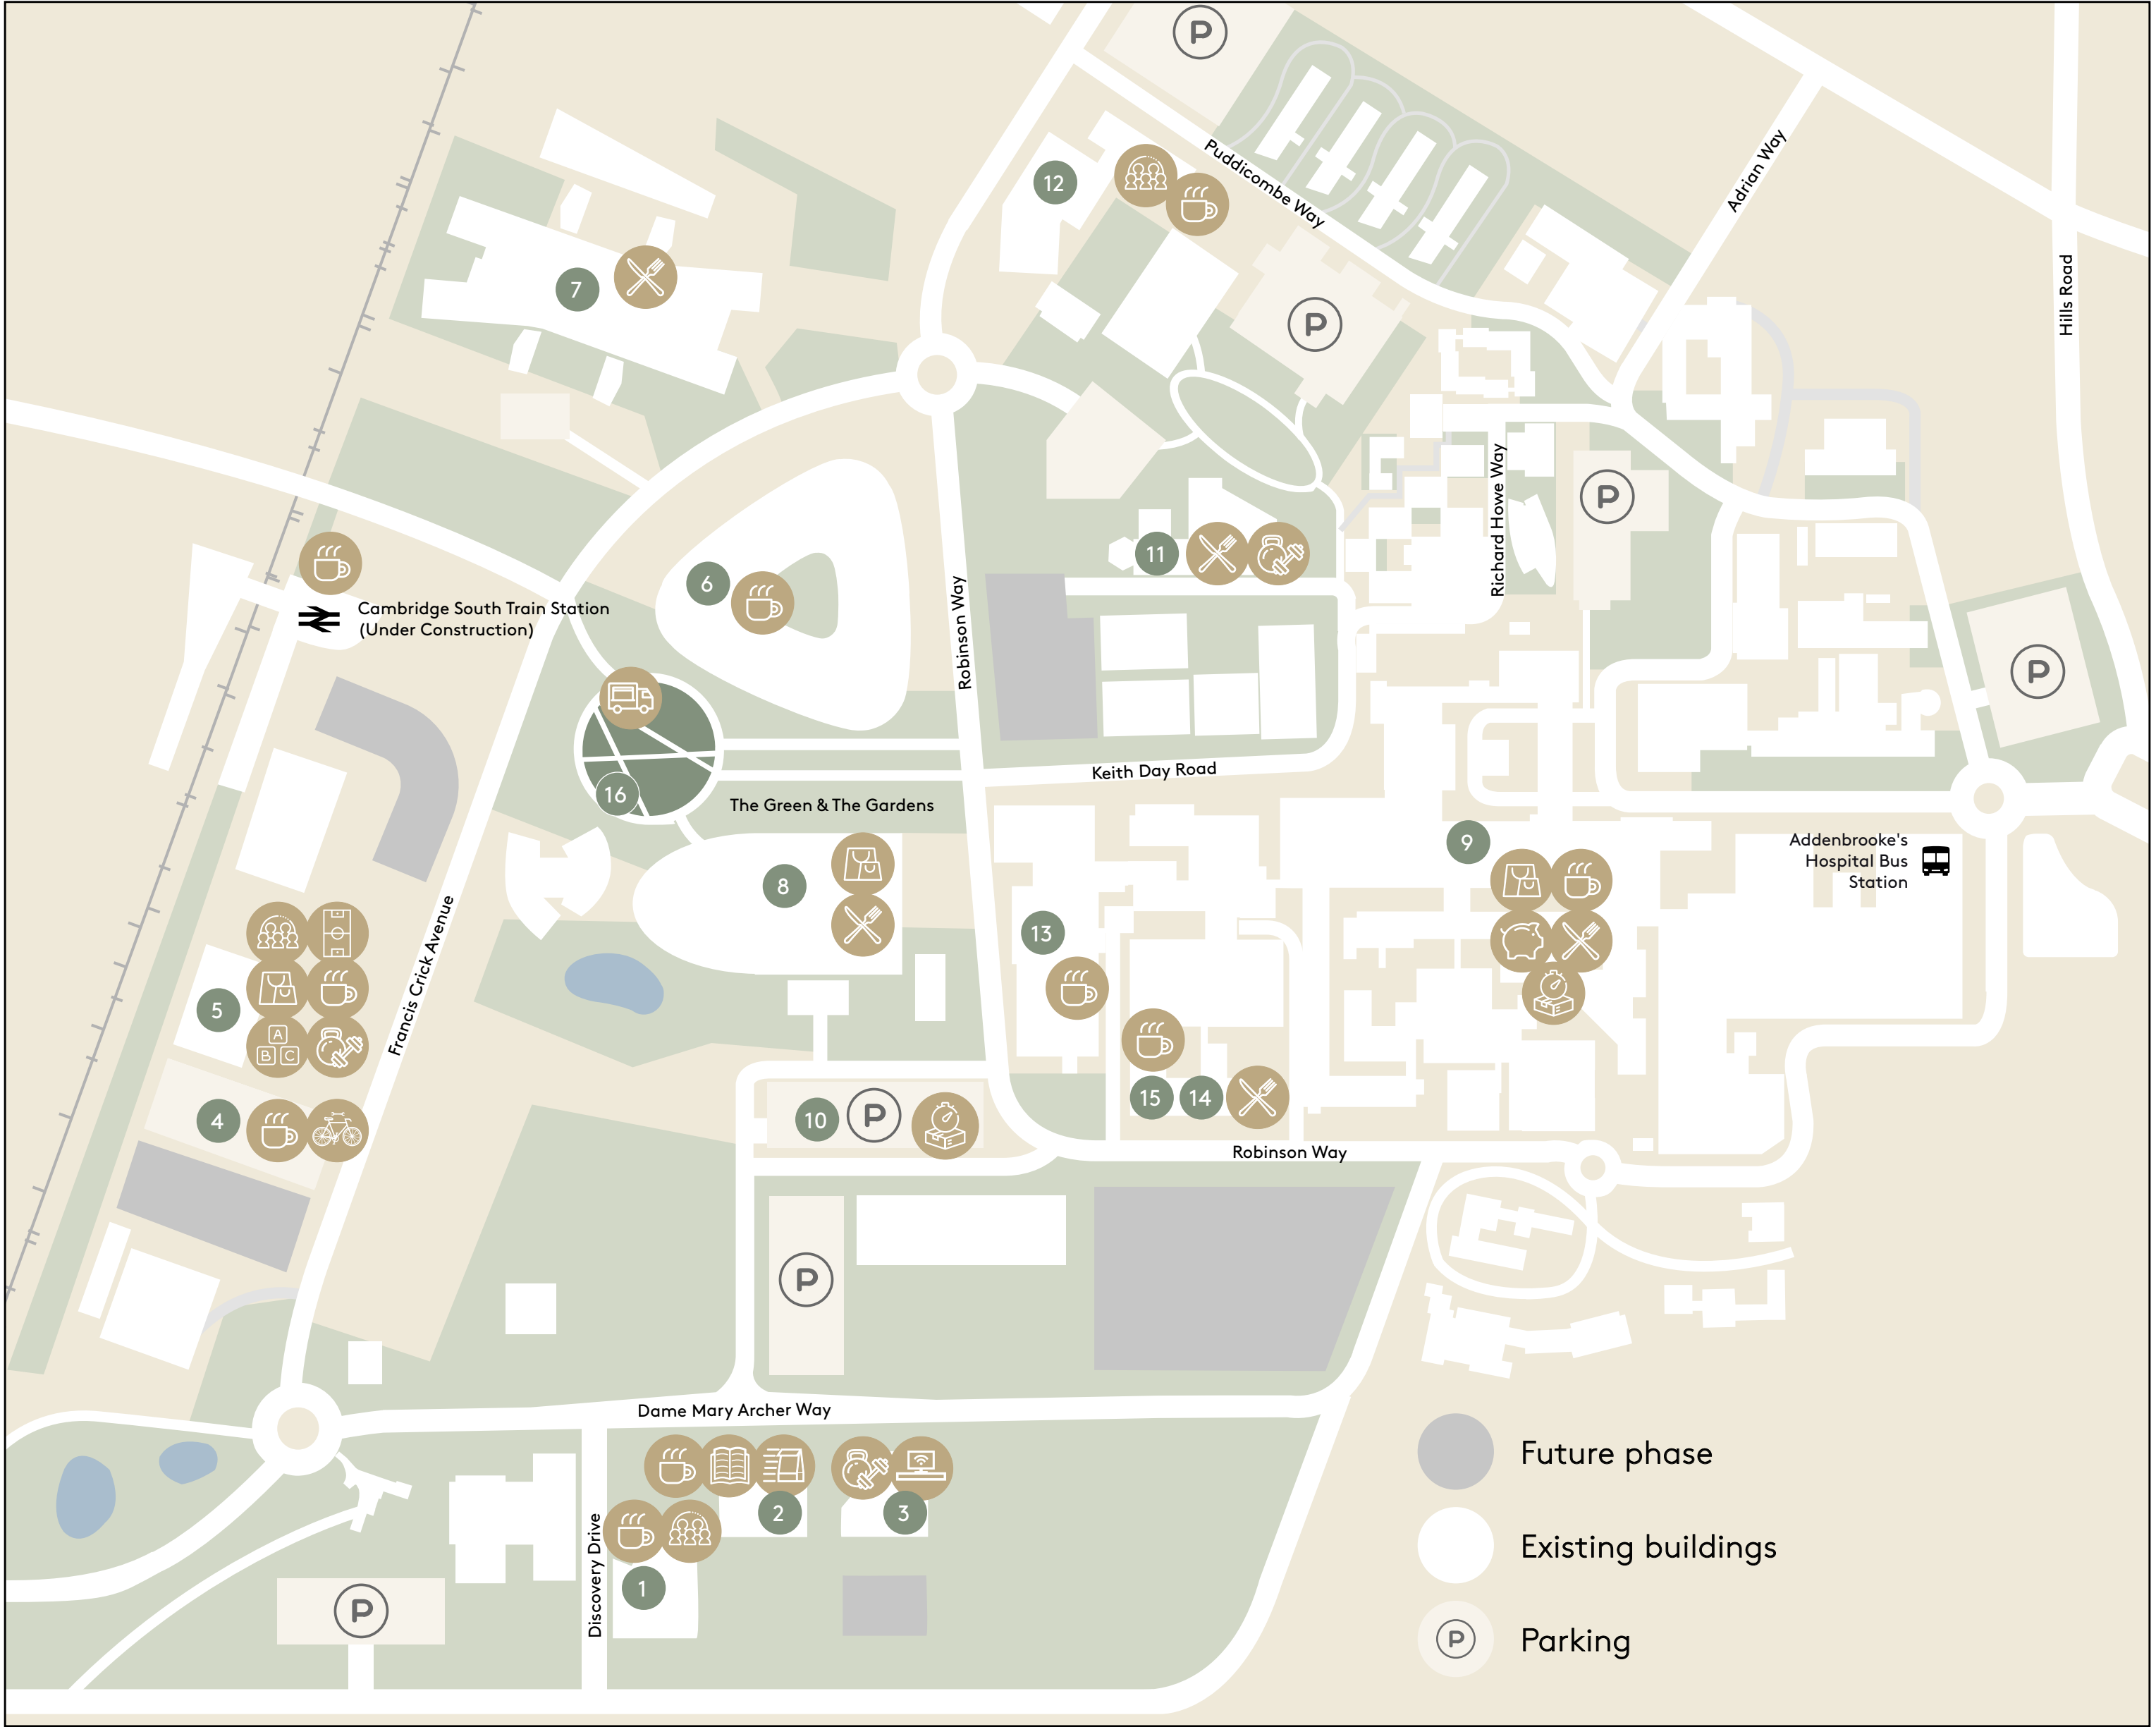 P
Puddicombe Way
Adrian Way
12
Hills Road
7
P
Richard Howe Way
P
11
6
Robinson Way
Cambridge South Train Station
(Under Construction)
P
Keith Day Road
16
The Green & The Gardens
9
Addenbrooke's
Hospital Bus
Station
8
13
Francis Crick Avenue
5
A
B C
15
14
4
10
P
Robinson Way
P
Dame Mary Archer Way
2
3
Discovery Drive
1
P
Future phase
Existing buildings
P
Parking